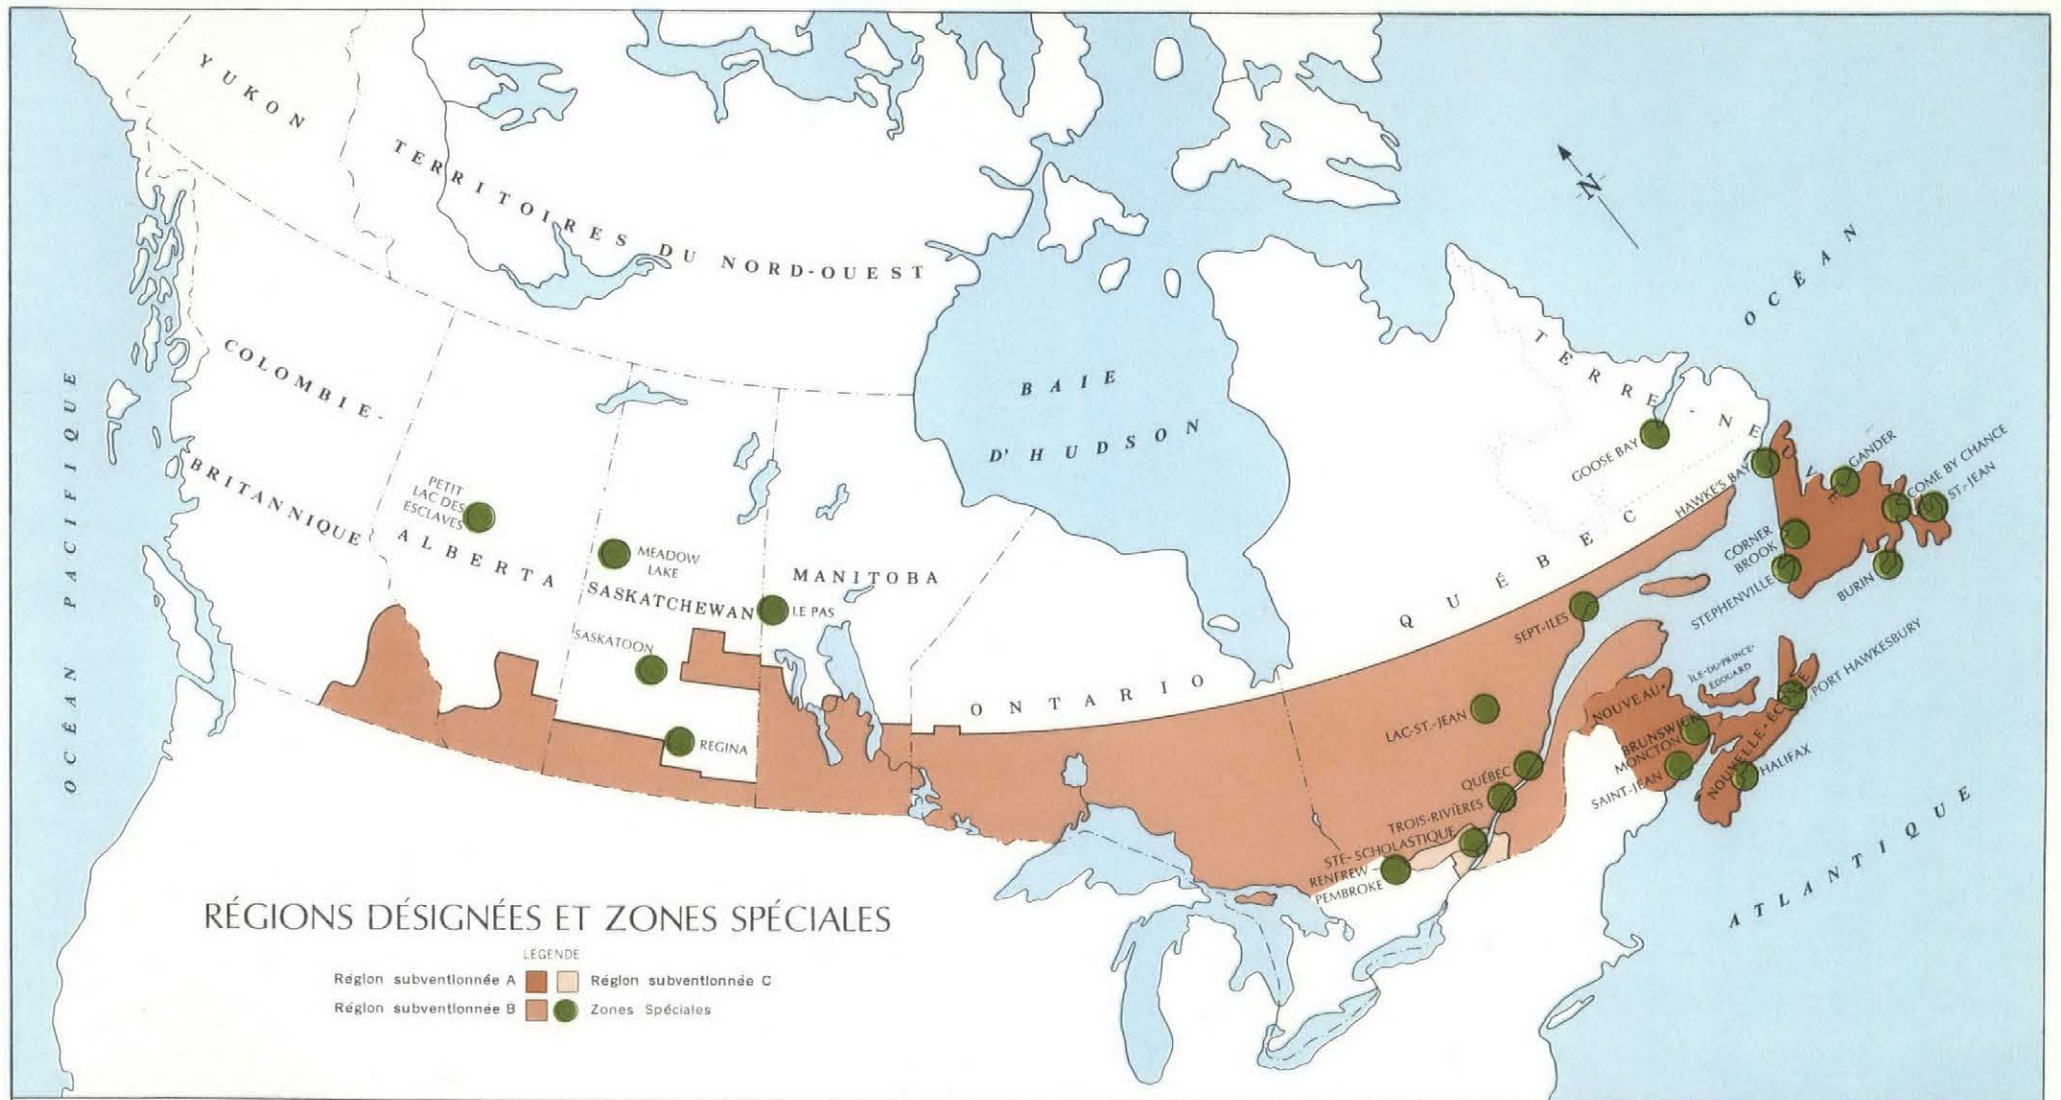 YUKON
TERRITOIRES DU NORD-OUEST
OCÉAN PACIFIQUE
COLOMBIE-
BRITANNIQUE
PETIT
LAC DES
ESCLAVES
ALBERTA
MEADOW
LAKE
SASKATCHEWAN
SASKATOON
REGINA
MANITOBA
LE PAS
BAIE
D'HUDSON
ONTARIO
QUÉBEC
TERRE-NEUVE
GOOSE BAY
HAWKE'S BAY
GANDER
COME BY CHANCE
ST.-JEAN
CORNER
BROOK
STEPHENVILLE
BURIN
SEPT-ILES
LAC-ST.-JEAN
QUÉBEC
TROIS-RIVIÈRES
STE-SCHOLASTIQUE
RENFREW-
PEMBROKE
ÎLE-DU-PRINCE-
ÉDOUARD
NOUVEAU-
BRUNSWICK
MONCTON
SAINT-JEAN
NOUVELLE-ÉCOSSE
PORT HAWKESBURY
HALIFAX
N
OCÉAN
ATLANTIQUE
RÉGIONS DÉSIGNÉES ET ZONES SPÉCIALES
LÉGENDE
Région subventionnée A
Région subventionnée C
Région subventionnée B
Zones Spéciales